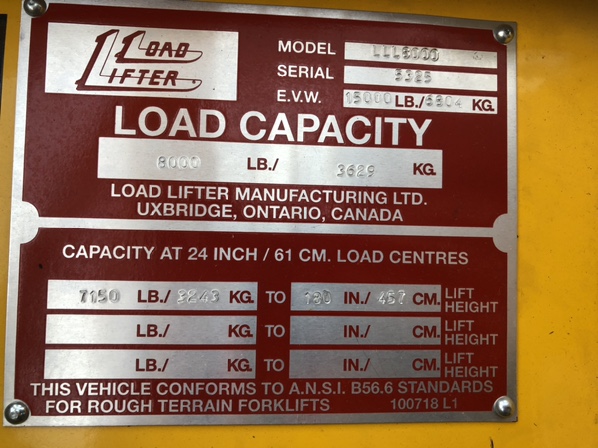 LOAD LIFTER
MODEL LLL8000
SERIAL 5325
E.V.W. 15000 LB./6804 KG.
LOAD CAPACITY
8000 LB./ 3629 KG.
LOAD LIFTER MANUFACTURING LTD.
UXBRIDGE, ONTARIO, CANADA
CAPACITY AT 24 INCH / 61 CM. LOAD CENTRES
7150 LB./ 3243 KG. TO 180 IN./ 457 CM. LIFT HEIGHT
LB./ KG. TO IN./ CM. LIFT HEIGHT
LB./ KG. TO IN./ CM. LIFT HEIGHT
THIS VEHICLE CONFORMS TO A.N.S.I. B56.6 STANDARDS
FOR ROUGH TERRAIN FORKLIFTS 100718 L1